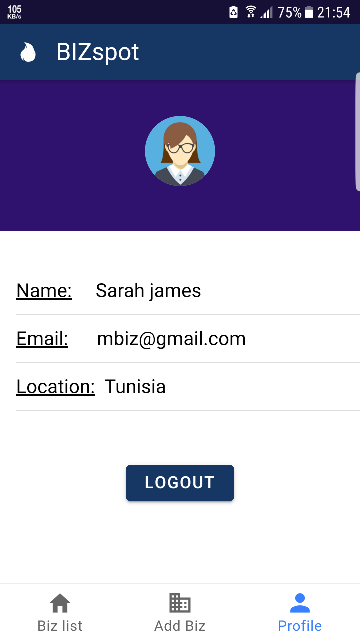 105
KB/s
75% 21:54
BIZspot
Name: Sarah james
Email: mbiz@gmail.com
Location: Tunisia
LOGOUT
Biz list Add Biz Profile